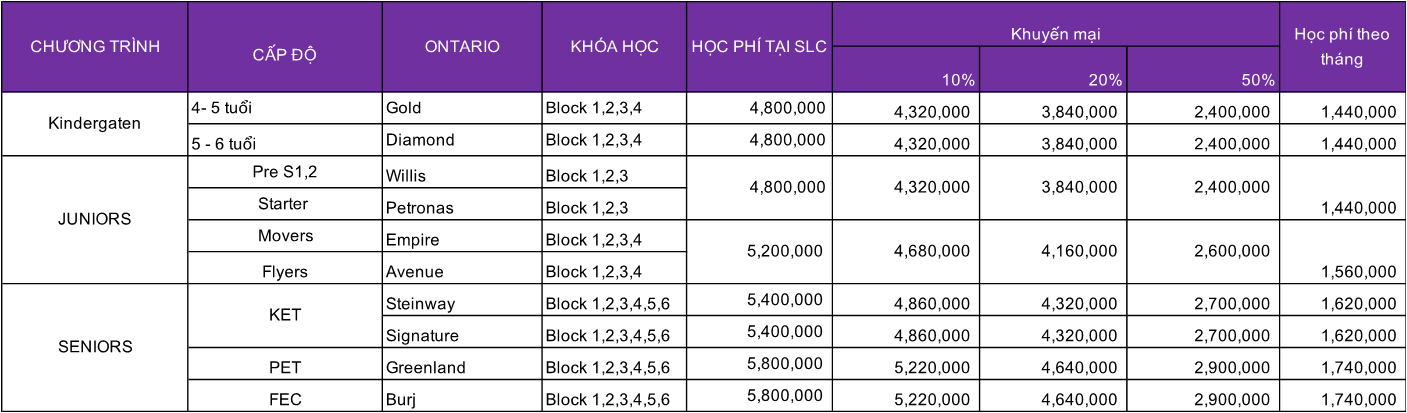 CHƯƠNG TRÌNH CẤP ĐỘ ONTARIO KHÓA HỌC HỌC PHÍ TẠI SLC Khuyến mại Học phí theo
tháng
10% 20% 50%
Kindergaten 4- 5 tuổi Gold Block 1,2,3,4 4,800,000 4,320,000 3,840,000 2,400,000 1,440,000
5 - 6 tuổi Diamond Block 1,2,3,4 4,800,000 4,320,000 3,840,000 2,400,000 1,440,000
JUNIORS Pre S1,2 Willis Block 1,2,3 4,800,000 4,320,000 3,840,000 2,400,000 1,440,000
Starter Petronas Block 1,2,3
Movers Empire Block 1,2,3,4 5,200,000 4,680,000 4,160,000 2,600,000 1,560,000
Flyers Avenue Block 1,2,3,4
SENIORS KET Steinway Block 1,2,3,4,5,6 5,400,000 4,860,000 4,320,000 2,700,000 1,620,000
Signature Block 1,2,3,4,5,6 5,400,000 4,860,000 4,320,000 2,700,000 1,620,000
PET Greenland Block 1,2,3,4,5,6 5,800,000 5,220,000 4,640,000 2,900,000 1,740,000
FEC Burj Block 1,2,3,4,5,6 5,800,000 5,220,000 4,640,000 2,900,000 1,740,000